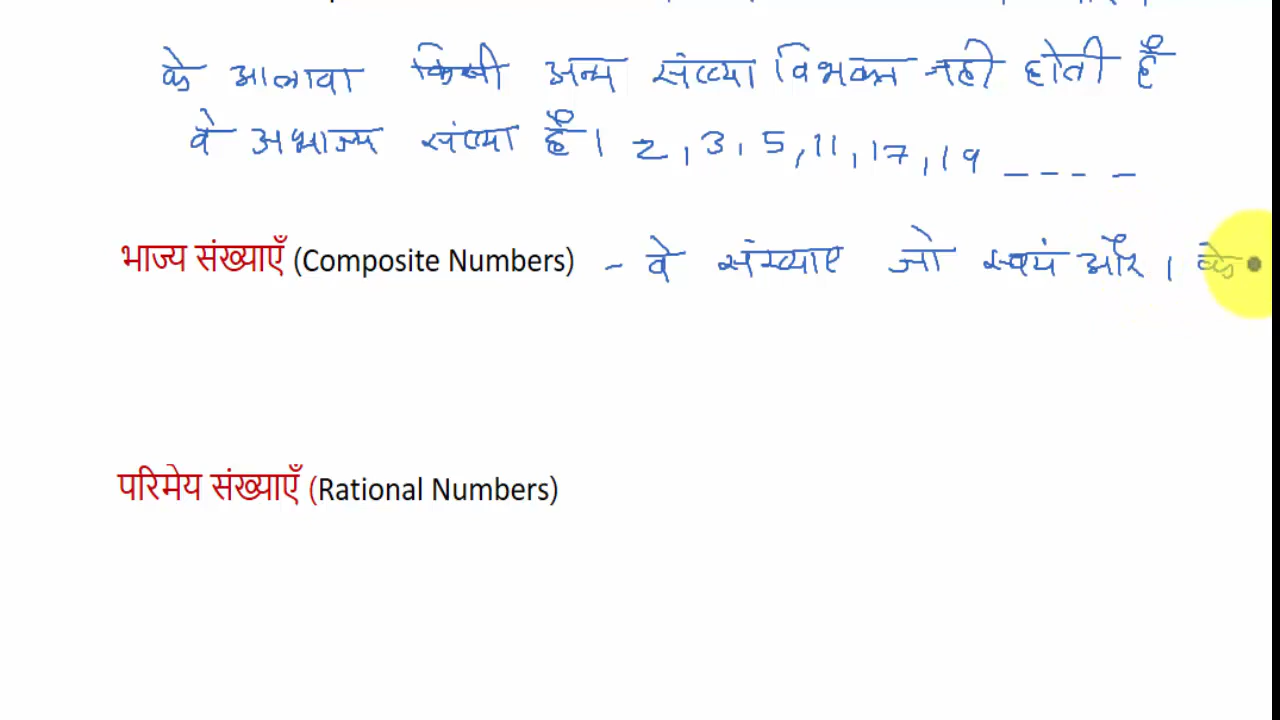 के अलावा किसी अन्य संख्या विभक्त नही होती हैं
वे अभाज्य संख्या हैं। 2, 3, 5, 11, 17, 19 _ _ _ _
भाज्य संख्याएँ (Composite Numbers) - वे संख्याए जो स्वयं और 1 के
परिमेय संख्याएँ (Rational Numbers)